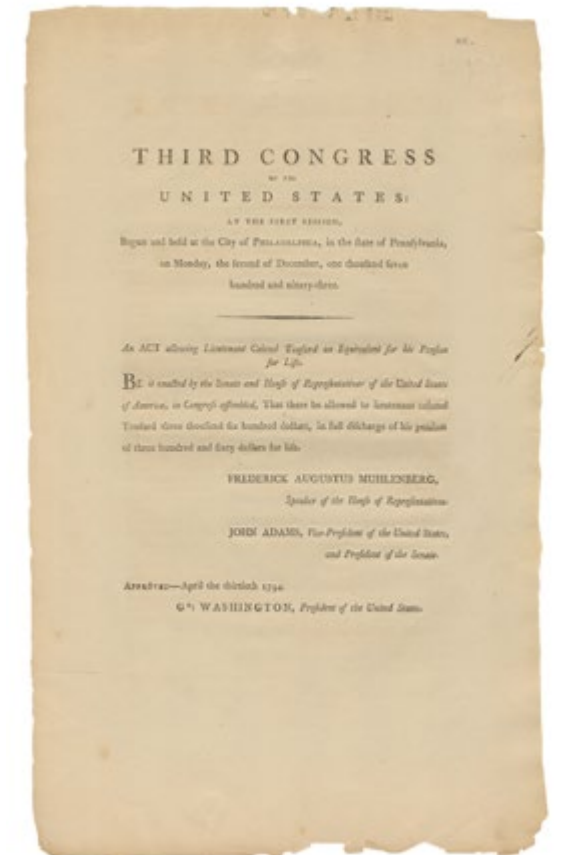 THIRD CONGRESS
OF THE
UNITED STATES:
AT THE FIRST SESSION,
Begun and held at the City of PHILADELPHIA, in the ſtate of Pennſylvania,
on Monday, the ſecond of December, one thouſand ſeven
hundred and ninety-three.
An ACT allowing Lieutenant Colonel Touſard an Equivalent for his Penſion
for Life.
BE it enacted by the Senate and Houſe of Repreſentatives of the United States
of America, in Congreſs aſſembled, That there be allowed to lieutenant colonel
Touſard three thouſand ſix hundred dollars, in full diſcharge of his penſion
of three hundred and ſixty dollars for life.
FREDERICK AUGUSTUS MUHLENBERG,
Speaker of the Houſe of Repreſentatives.
JOHN ADAMS, Vice-Preſident of the United States,
and Preſident of the Senate.
APPROVED—April the thirtieth 1794.
Gº: WASHINGTON, Preſident of the United States.